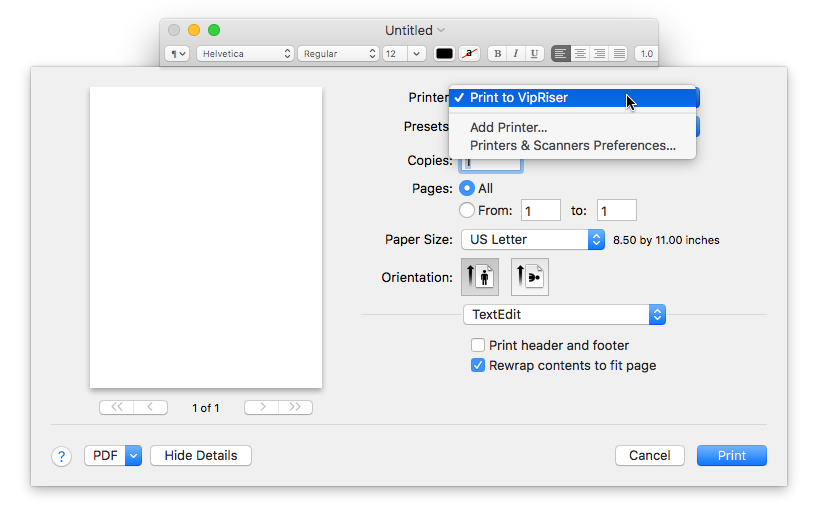 Untitled
¶ Helvetica Regular 12 a B I U 1.0
Printer Print to VipRiser
Presets
Add Printer...
Printers & Scanners Preferences...
Copies: 1
Pages: All
From: 1 to: 1
Paper Size: US Letter 8.50 by 11.00 inches
Orientation:
TextEdit
Print header and footer
Rewrap contents to fit page
1 of 1
? PDF Hide Details Cancel Print